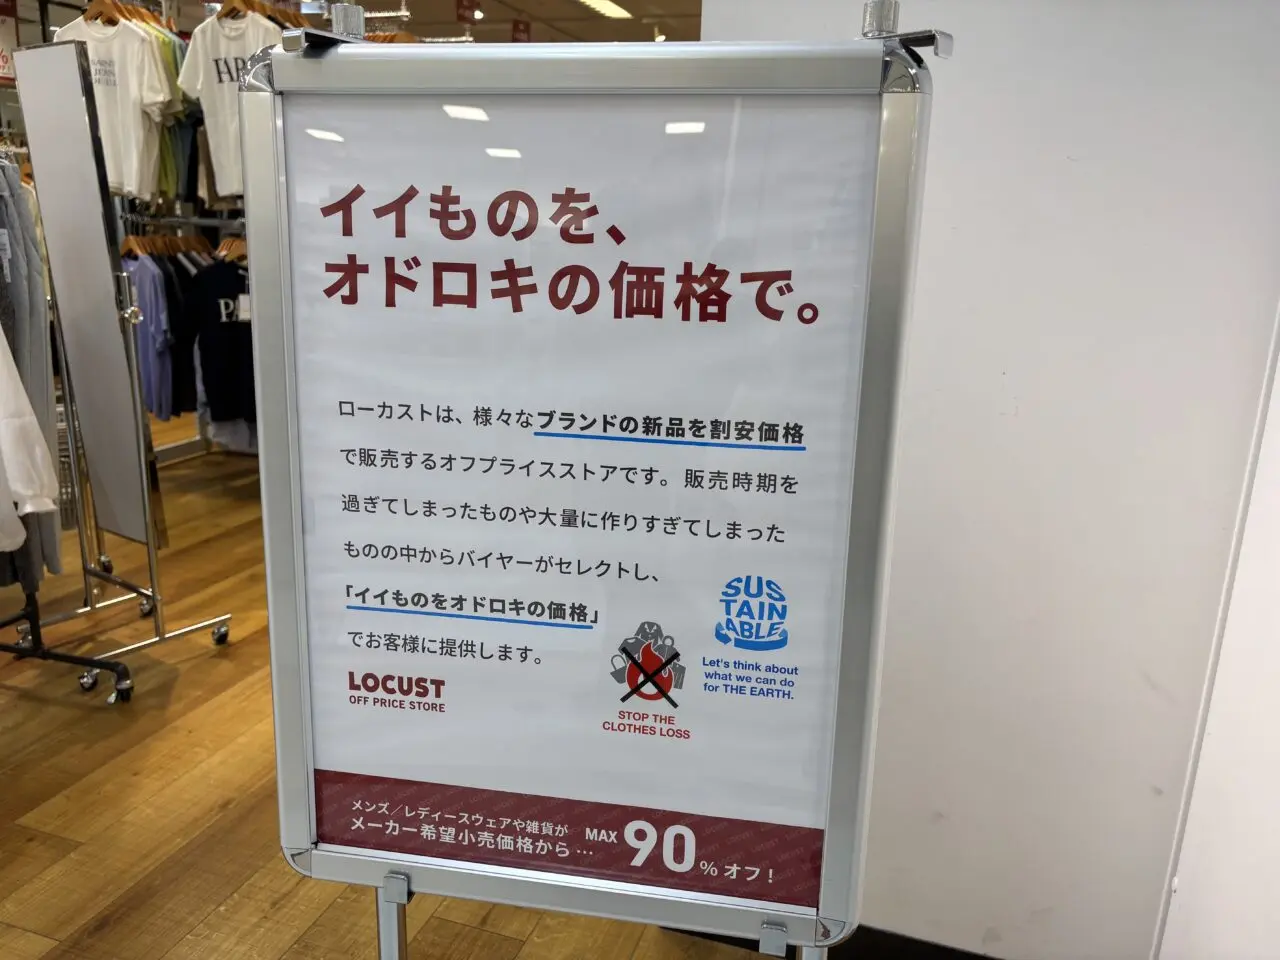 イイものを、
オドロキの価格で。
ローカストは、様々なブランドの新品を割安価格
で販売するオフプライスストアです。販売時期を
過ぎてしまったものや大量に作りすぎてしまった
ものの中からバイヤーがセレクトし、
「イイものをオドロキの価格」
でお客様に提供します。
LOCUST
OFF PRICE STORE
STOP THE
CLOTHES LOSS
SUS
TAIN
ABLE
Let's think about
what we can do
for THE EARTH.
メンズ／レディースウェアや雑貨が
メーカー希望小売価格から…
MAX 90%オフ！